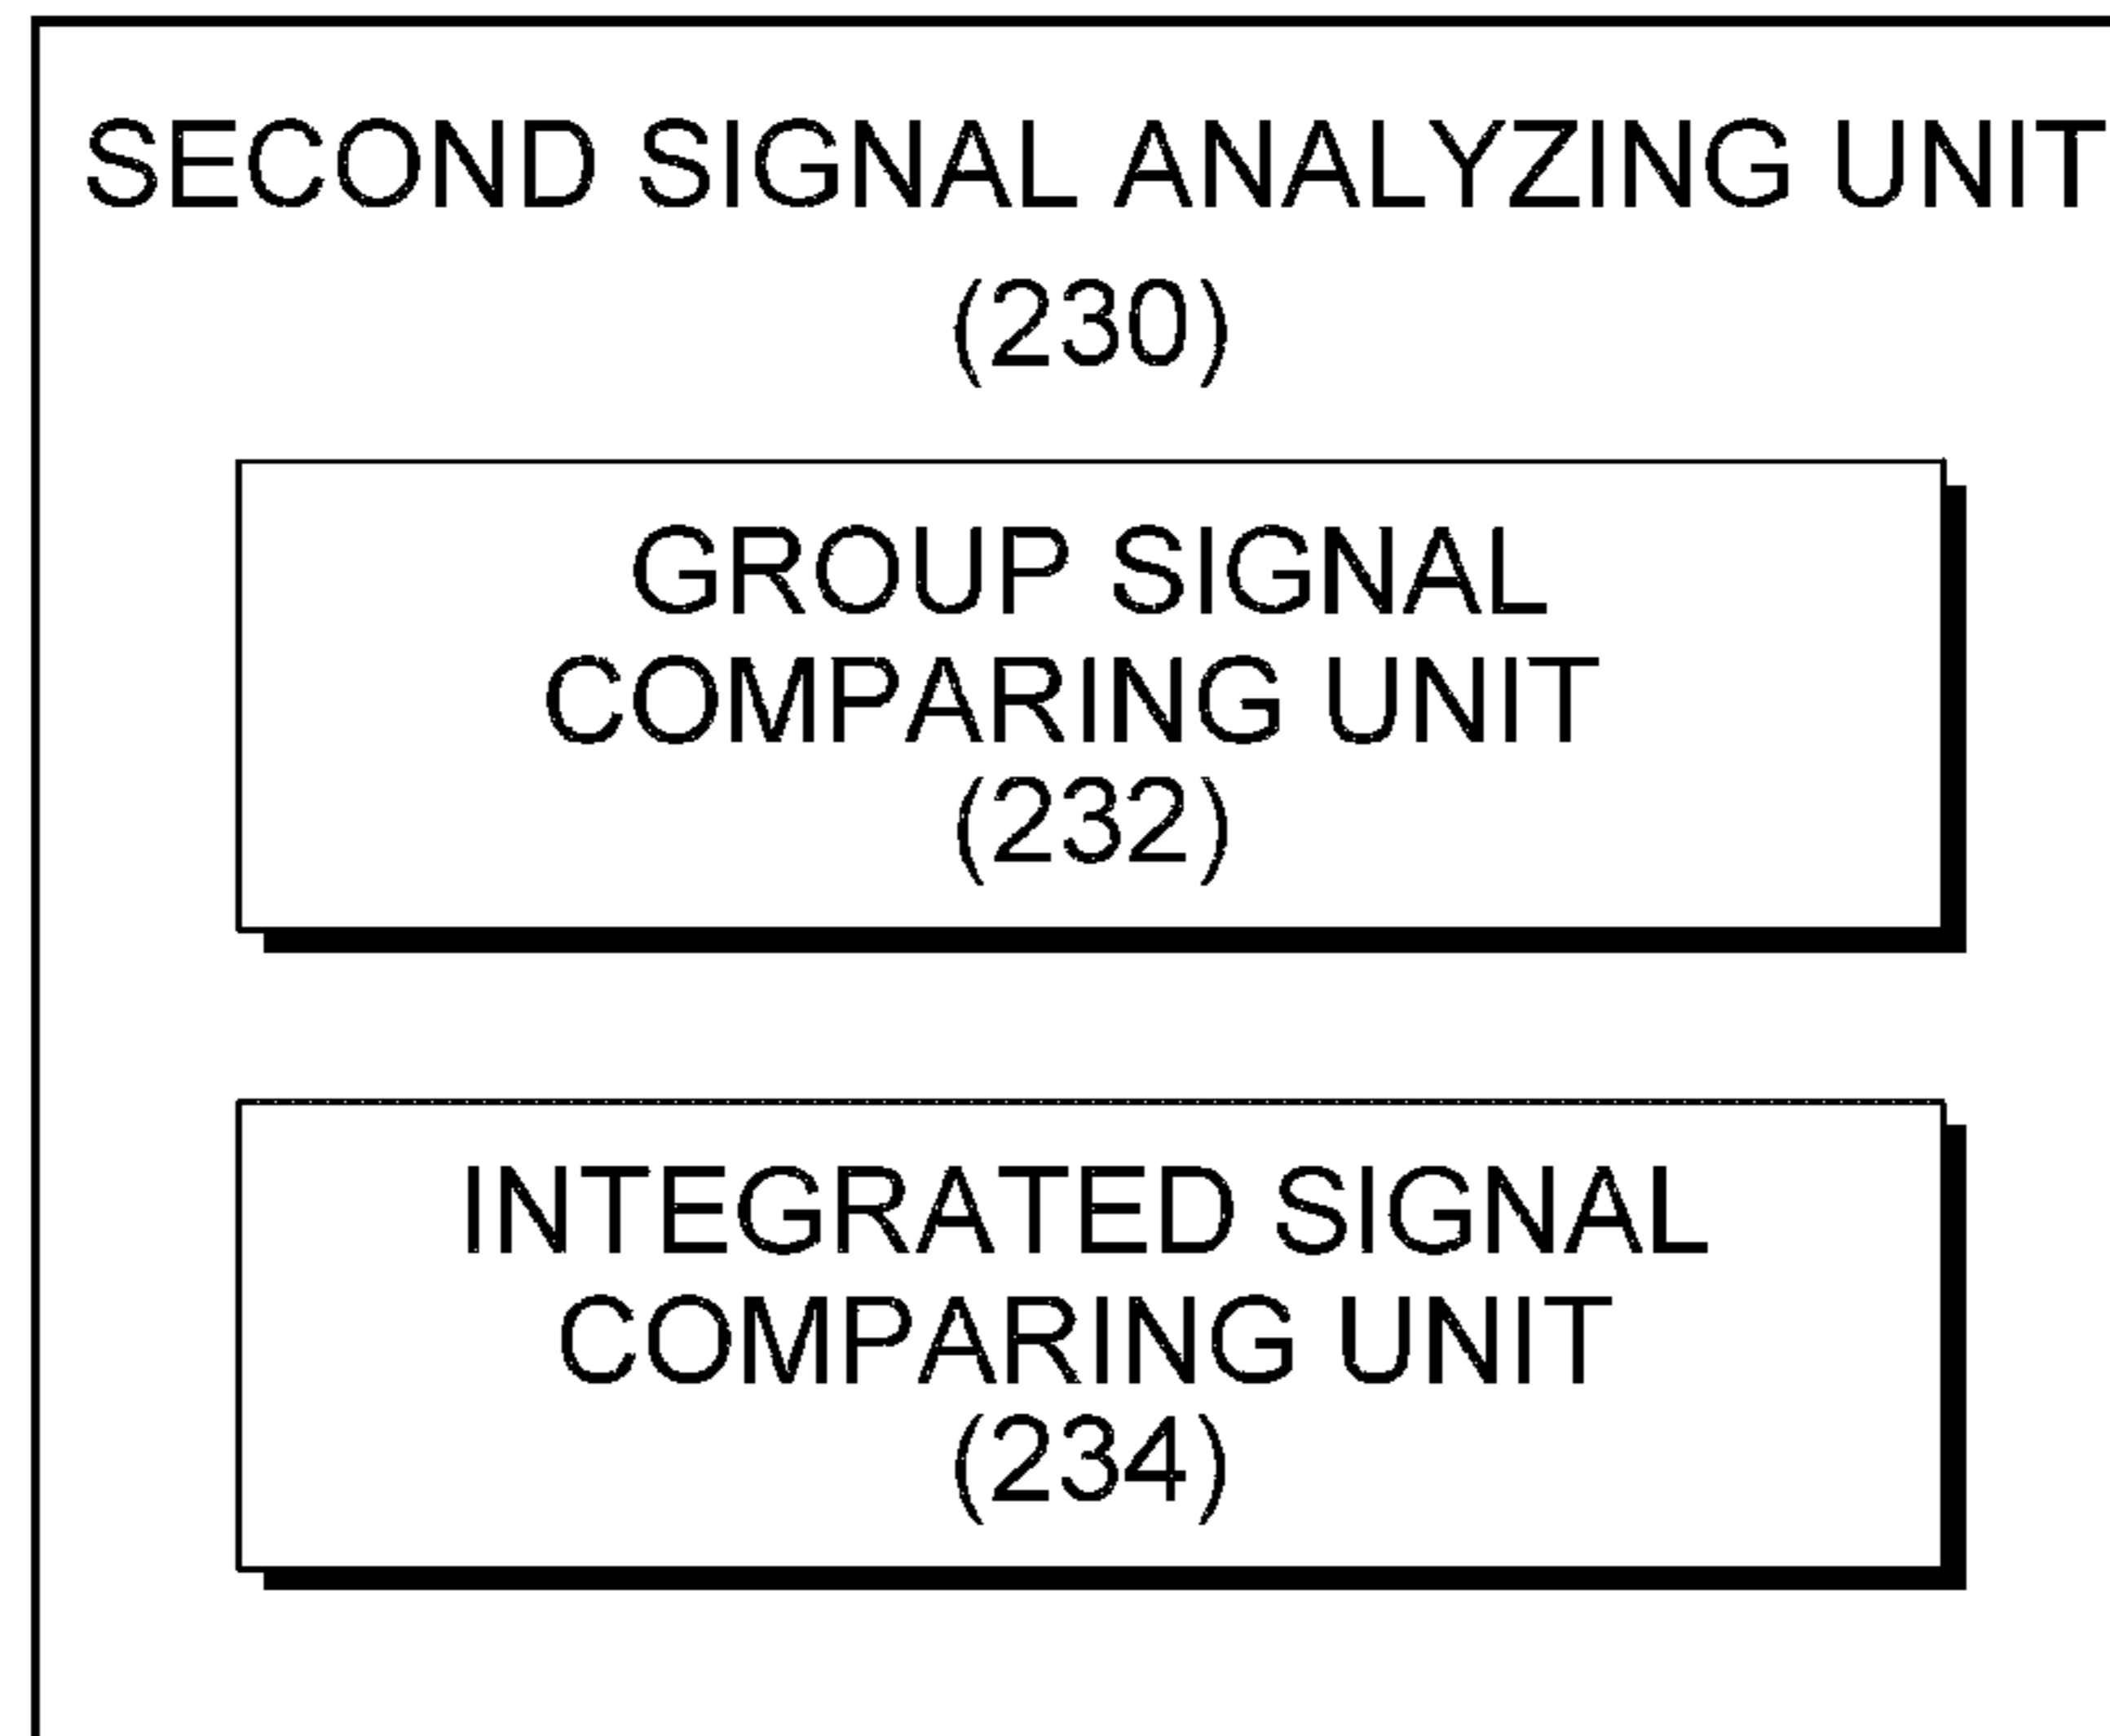 SECOND SIGNAL ANALYZING UNIT
(230)
GROUP SIGNAL
COMPARING UNIT
(232)
INTEGRATED SIGNAL
COMPARING UNIT
(234)